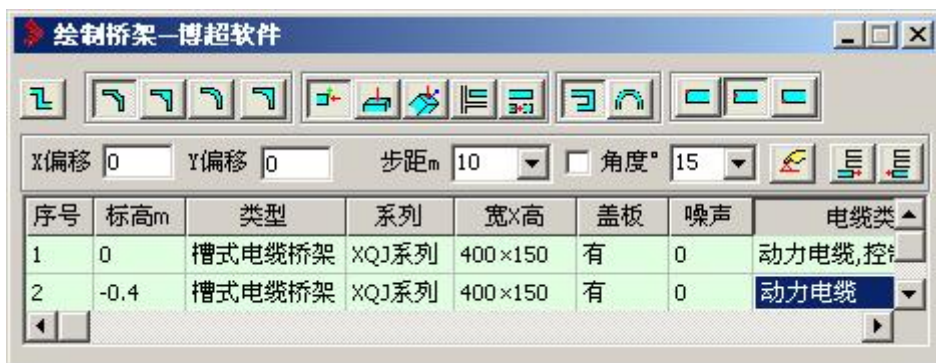 绘制桥架—博超软件
X偏移 0 Y偏移 0 步距m 10 角度° 15
序号 标高m 类型 系列 宽X高 盖板 噪声 电缆类
1 0 槽式电缆桥架 XQJ系列 400×150 有 0 动力电缆,控
2 -0.4 槽式电缆桥架 XQJ系列 400×150 有 0 动力电缆